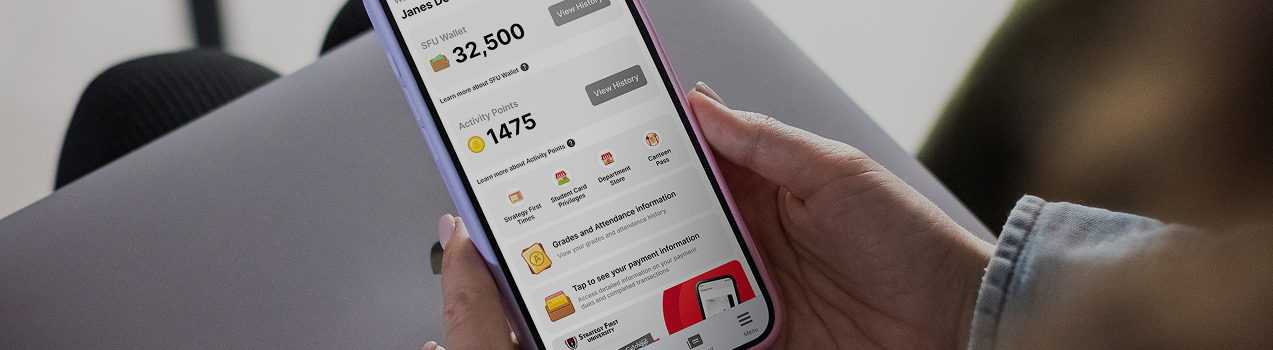 Janes
SFU Wallet
View History
32,500
Learn more about SFU Wallet ?
Activity Points
View History
1475
Learn more about Activity Points ?
Strategy First
Times
Student Card
Privileges
Department
Store
Canteen
Pass
Grades and Attendance information
View your grades and attendance history.
Tap to see your payment information
Access detailed information on your payment
dues and completed transactions
STRATEGY FIRST
UNIVERSITY
Menu